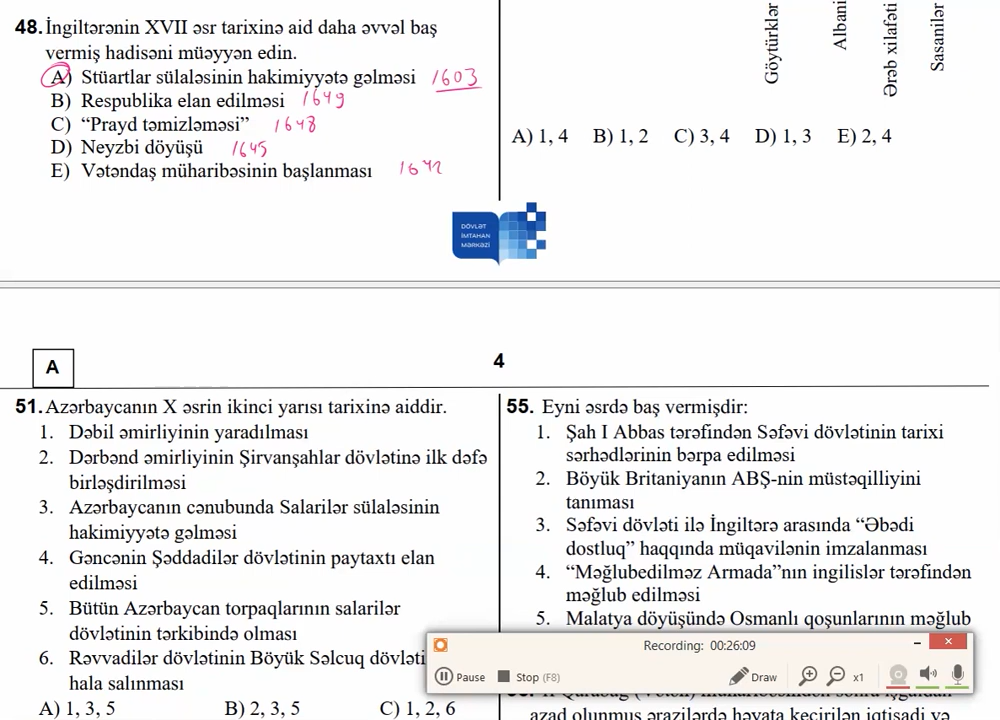 48. İngiltərənin XVII əsr tarixinə aid daha əvvəl baş
vermiş hadisəni müəyyən edin.
A) Stüartlar sülaləsinin hakimiyyətə gəlməsi 1603
B) Respublika elan edilməsi 1649
C) “Prayd təmizləməsi” 1648
D) Neyzbi döyüşü 1645
E) Vətəndaş müharibəsinin başlanması 1642
Göytürklər
Albani
Ərəb xilafəti
Sasanilər
A) 1, 4 B) 1, 2 C) 3, 4 D) 1, 3 E) 2, 4
DÖVLƏT
İMTAHAN
MƏRKƏZİ
A
4
51. Azərbaycanın X əsrin ikinci yarısı tarixinə aiddir.
1. Dəbil əmirliyinin yaradılması
2. Dərbənd əmirliyinin Şirvanşahlar dövlətinə ilk dəfə
birləşdirilməsi
3. Azərbaycanın cənubunda Salarilər sülaləsinin
hakimiyyətə gəlməsi
4. Gəncənin Şəddadilər dövlətinin paytaxtı elan
edilməsi
5. Bütün Azərbaycan torpaqlarının salarilər
dövlətinin tərkibində olması
6. Rəvvadilər dövlətinin Böyük Səlcuq dövləti
hala salınması
A) 1, 3, 5 B) 2, 3, 5 C) 1, 2, 6
55. Eyni əsrdə baş vermişdir:
1. Şah I Abbas tərəfindən Səfəvi dövlətinin tarixi
sərhədlərinin bərpa edilməsi
2. Böyük Britaniyanın ABŞ-nin müstəqilliyini
tanıması
3. Səfəvi dövləti ilə İngiltərə arasında “Əbədi
dostluq” haqqında müqavilənin imzalanması
4. “Məğlubedilməz Armada”nın ingilislər tərəfindən
məğlub edilməsi
5. Malatya döyüşündə Osmanlı qoşunlarının məğlub
Recording: 00:26:09
Pause Stop (F8) Draw x1
azad olunmuş ərazilərdə həyata keçirilən iqtisadi və